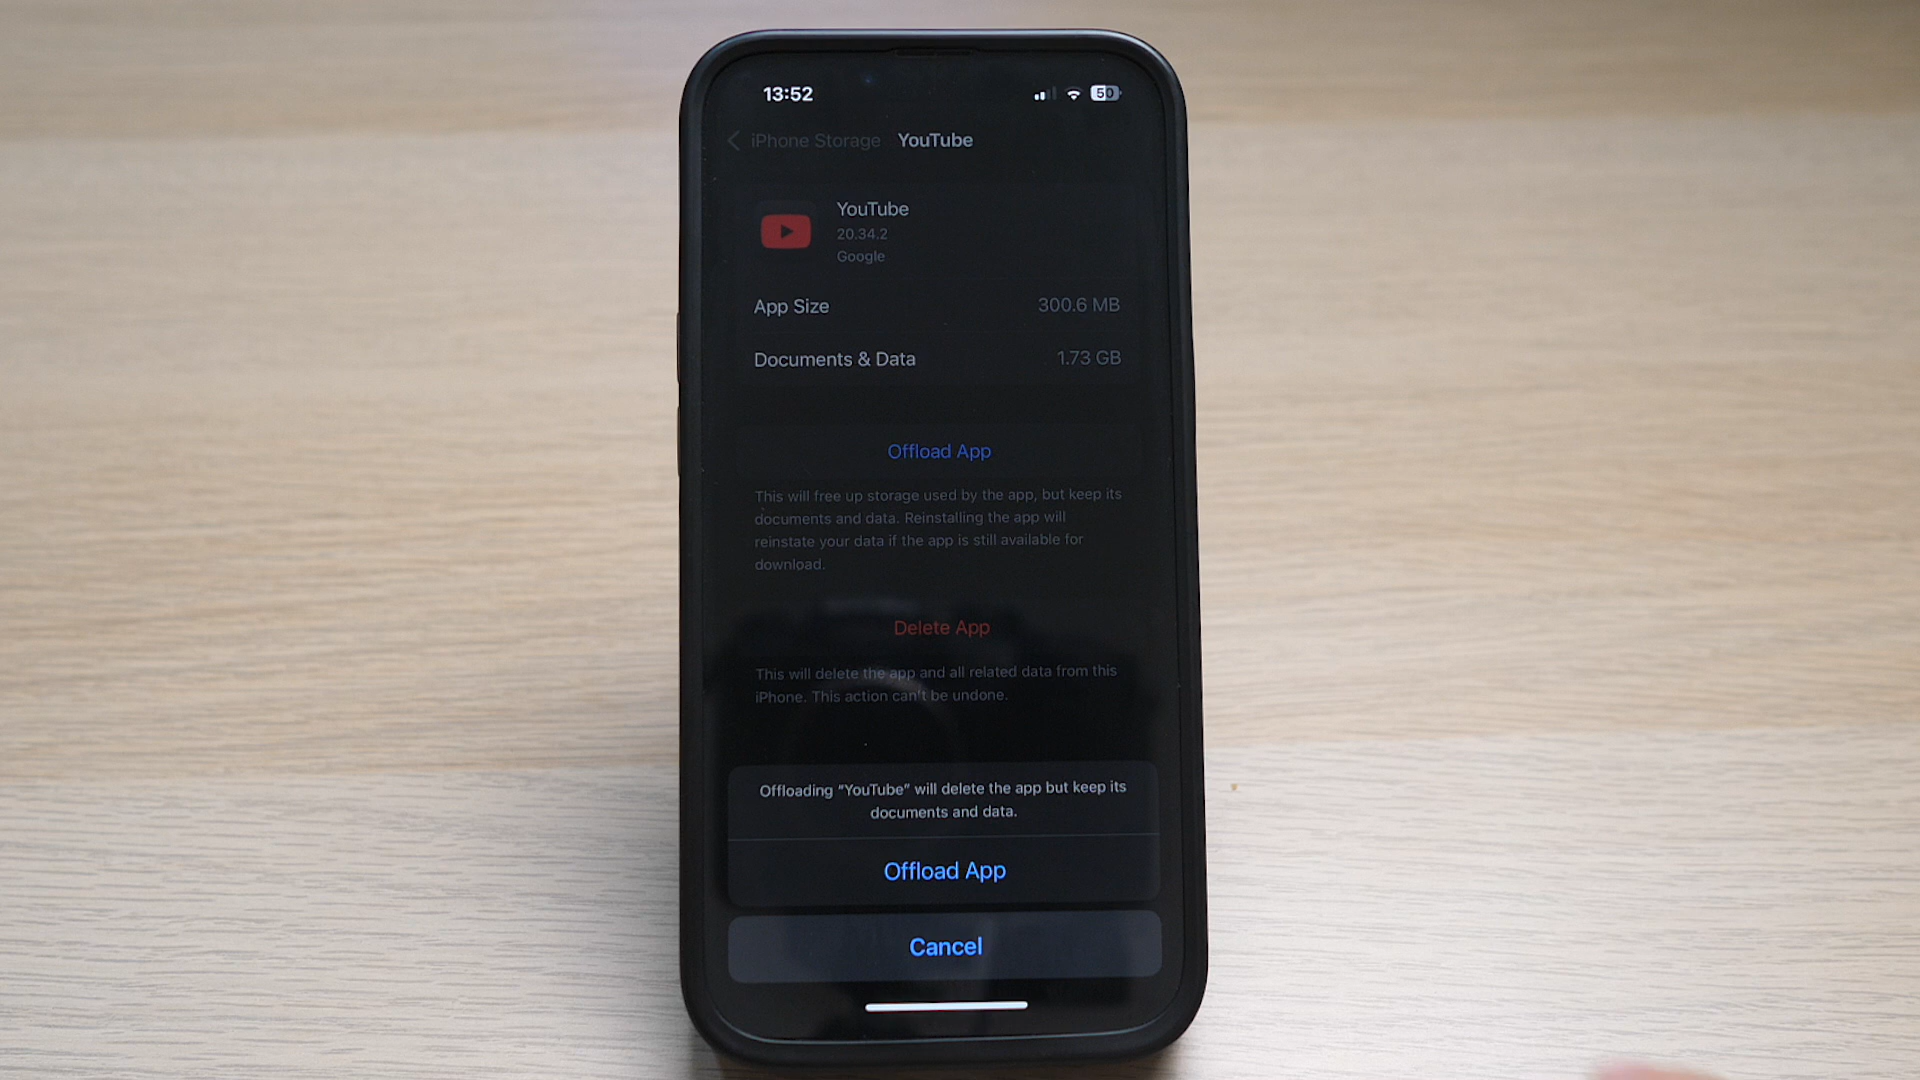 13:52
50
iPhone Storage YouTube
YouTube
20.34.2
Google
App Size 300.6 MB
Documents & Data 1.73 GB
Offload App
This will free up storage used by the app, but keep its
documents and data. Reinstalling the app will
reinstate your data if the app is still available for
download.
Delete App
This will delete the app and all related data from this
iPhone. This action can't be undone.
Offloading "YouTube" will delete the app but keep its
documents and data.
Offload App
Cancel